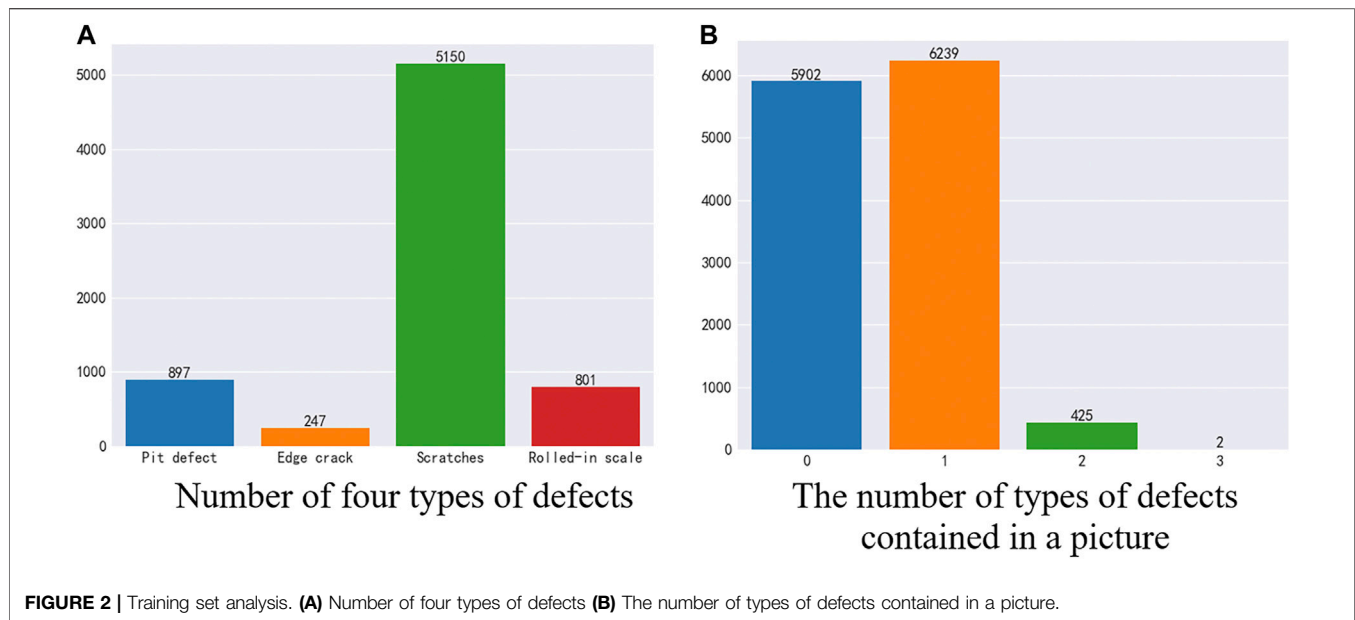 A
5150
5000
4000
3000
2000
1000
0
897
247
801
Pit defect Edge crack Scratches Rolled-in scale
Number of four types of defects
B
6239
5902
6000
5000
4000
3000
2000
1000
0
425
2
0 1 2 3
The number of types of defects
contained in a picture
FIGURE 2 | Training set analysis. (A) Number of four types of defects (B) The number of types of defects contained in a picture.